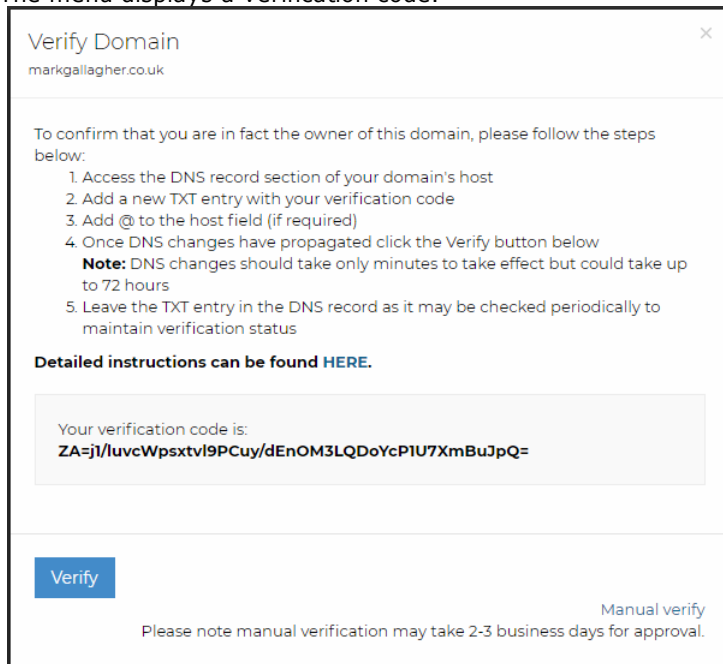 The menu displays a verification code.
Verify Domain
×
markgallagher.co.uk
To confirm that you are in fact the owner of this domain, please follow the steps
below:
1. Access the DNS record section of your domain's host
2. Add a new TXT entry with your verification code
3. Add @ to the host field (if required)
4. Once DNS changes have propagated click the Verify button below
Note: DNS changes should take only minutes to take effect but could take up
to 72 hours
5. Leave the TXT entry in the DNS record as it may be checked periodically to
maintain verification status
Detailed instructions can be found HERE.
Your verification code is:
ZA=j1/luvcWpsxtvl9PCuy/dEnOM3LQDoYcP1U7XmBuJpQ=
Verify
Manual verify
Please note manual verification may take 2-3 business days for approval.